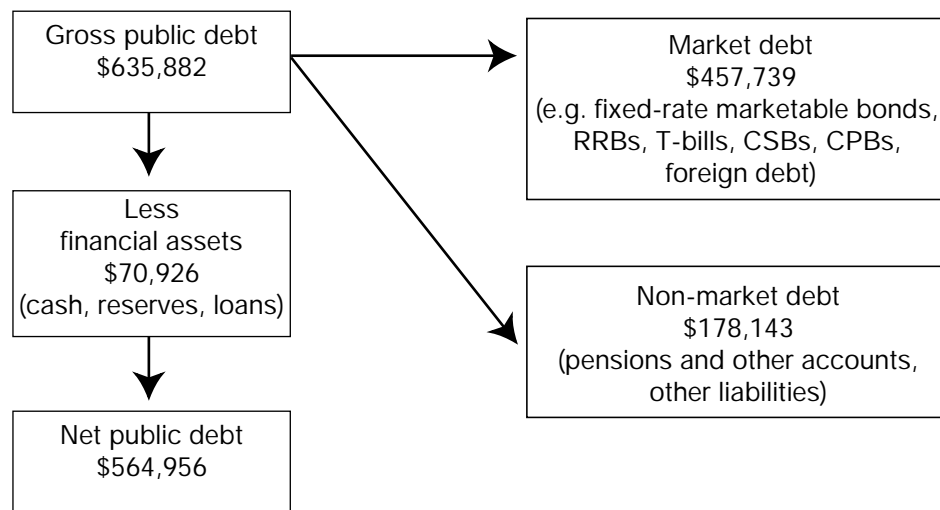 Gross public debt
$635,882
Less
financial assets
$70,926
(cash, reserves, loans)
Net public debt
$564,956
Market debt
$457,739
(e.g. fixed-rate marketable bonds,
RRBs, T-bills, CSBs, CPBs,
foreign debt)
Non-market debt
$178,143
(pensions and other accounts,
other liabilities)